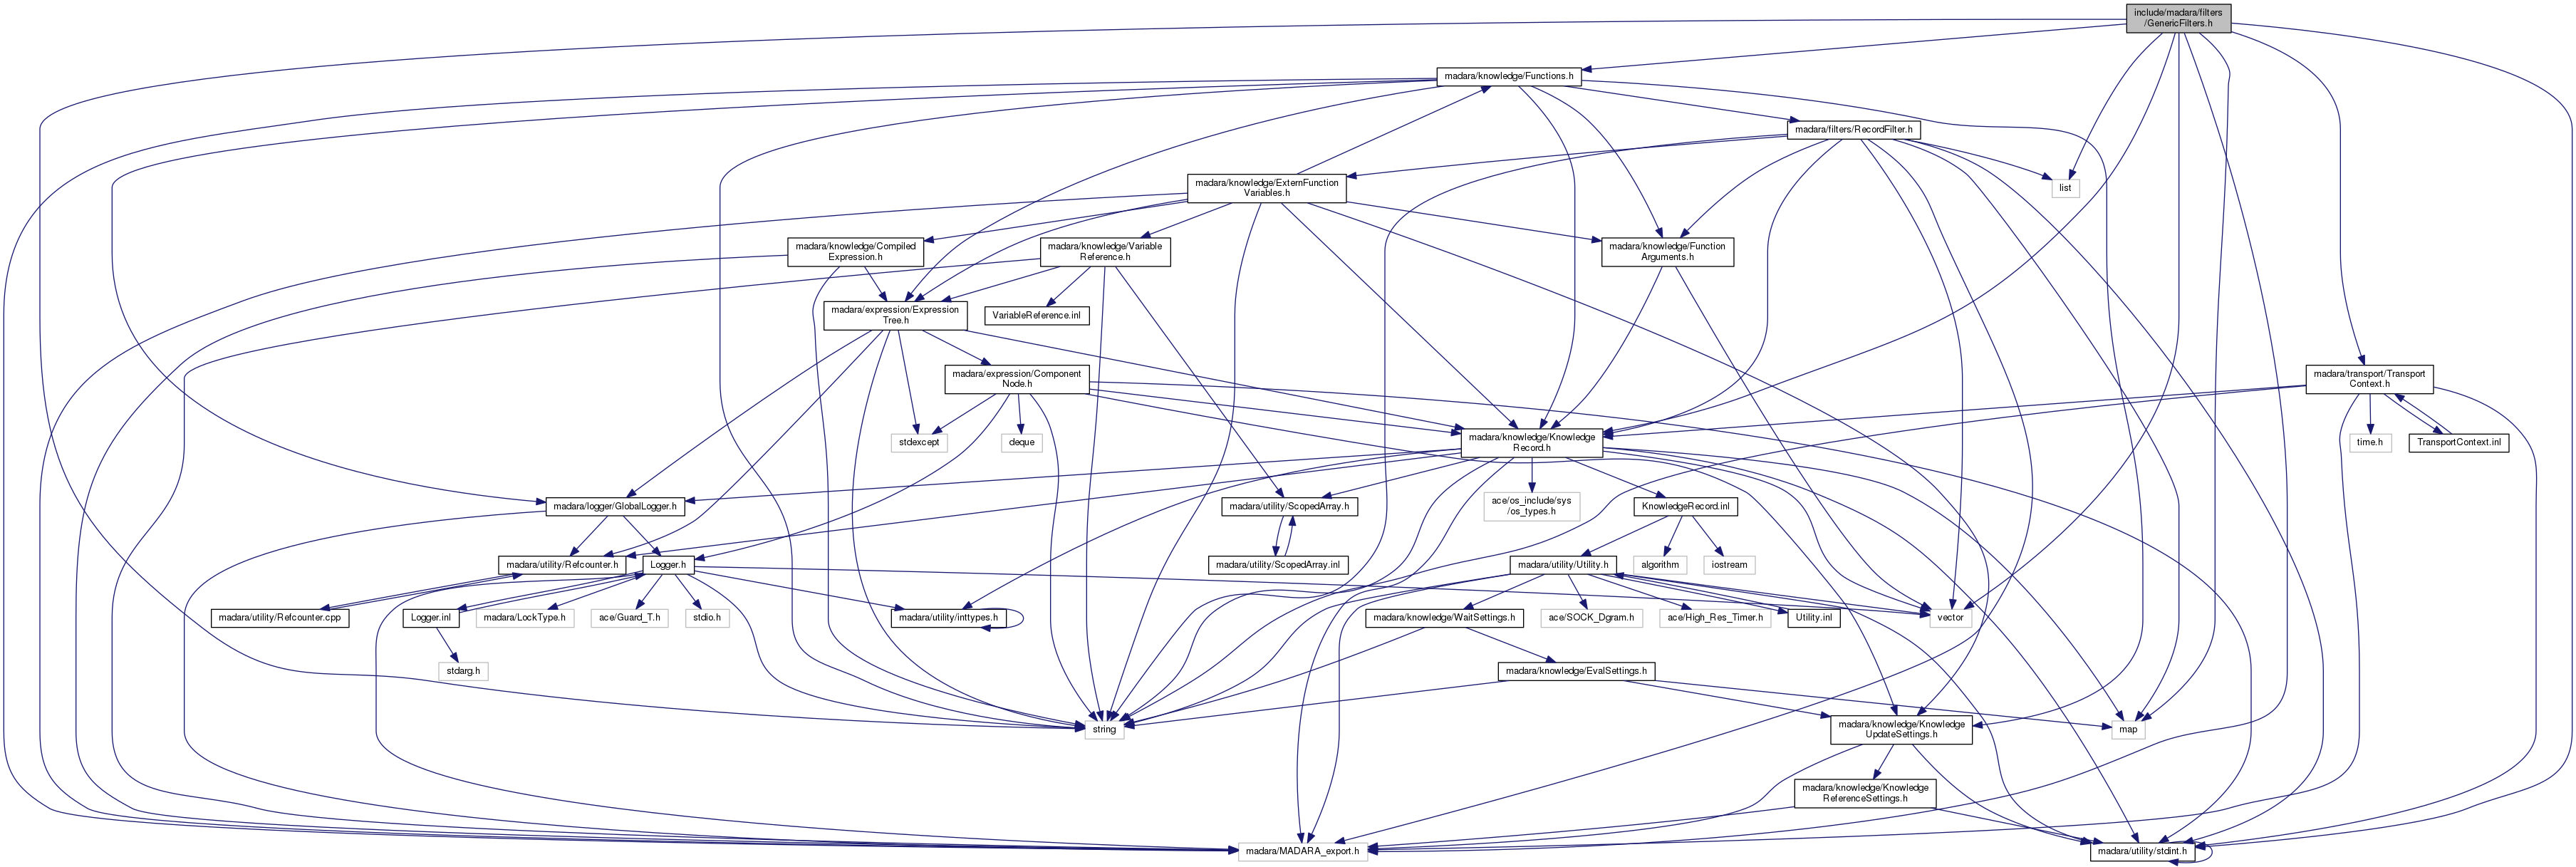 include/madara/filters
/GenericFilters.h
madara/knowledge/Functions.h
madara/filters/RecordFilter.h
madara/knowledge/ExternFunction
Variables.h
list
madara/knowledge/Compiled
Expression.h
madara/knowledge/Variable
Reference.h
madara/knowledge/Function
Arguments.h
madara/expression/Expression
Tree.h
VariableReference.inl
madara/expression/Component
Node.h
madara/transport/Transport
Context.h
stdexcept
deque
madara/knowledge/Knowledge
Record.h
time.h
TransportContext.inl
madara/logger/GlobalLogger.h
madara/utility/ScopedArray.h
ace/os_include/sys
/os_types.h
KnowledgeRecord.inl
madara/utility/Refcounter.h
Logger.h
madara/utility/ScopedArray.inl
madara/utility/Utility.h
algorithm
iostream
madara/utility/Refcounter.cpp
Logger.inl
madara/LockType.h
ace/Guard_T.h
stdio.h
madara/utility/inttypes.h
madara/knowledge/WaitSettings.h
ace/SOCK_Dgram.h
ace/High_Res_Timer.h
Utility.inl
vector
stdarg.h
madara/knowledge/EvalSettings.h
string
madara/knowledge/Knowledge
UpdateSettings.h
map
madara/knowledge/Knowledge
ReferenceSettings.h
madara/MADARA_export.h
madara/utility/stdint.h